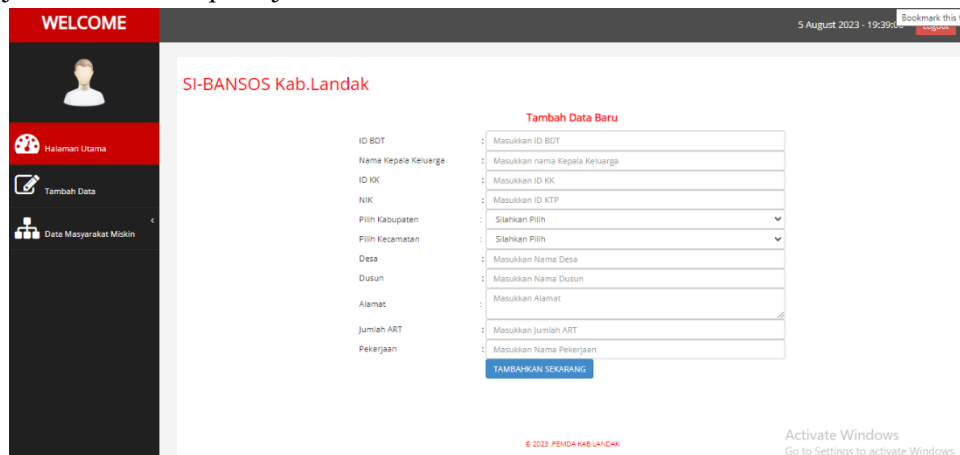 WELCOME
5 August 2023 - 19:39:0
Bookmark this
Logout
SI-BANSOS Kab.Landak
Tambah Data Baru
Halaman Utama
Tambah Data
Data Masyarakat Miskin
ID BDT : Masukkan ID BDT
Nama Kepala Keluarga : Masukkan nama Kepala Keluarga
ID KK : Masukkan ID KK
NIK : Masukkan ID KTP
Pilih Kabupaten : Silahkan Pilih
Pilih Kecamatan : Silahkan Pilih
Desa : Masukkan Nama Desa
Dusun : Masukkan Nama Dusun
Alamat : Masukkan Alamat
Jumlah ART : Masukkan Jumlah ART
Pekerjaan : Masukkan Nama Pekerjaan
TAMBAHKAN SEKARANG
© 2023 .PEMDA KAB.LANDAK
Activate Windows
Go to Settings to activate Windows.